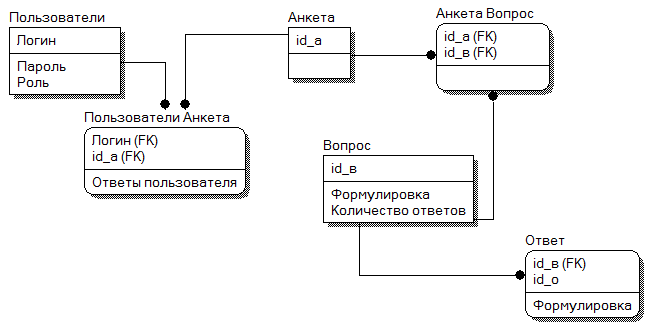 Пользователи
Логин
Пароль
Роль
Анкета
id_а
Анкета Вопрос
id_а (FK)
id_в (FK)
Пользователи Анкета
Логин (FK)
id_а (FK)
Ответы пользователя
Вопрос
id_в
Формулировка
Количество ответов
Ответ
id_в (FK)
id_о
Формулировка